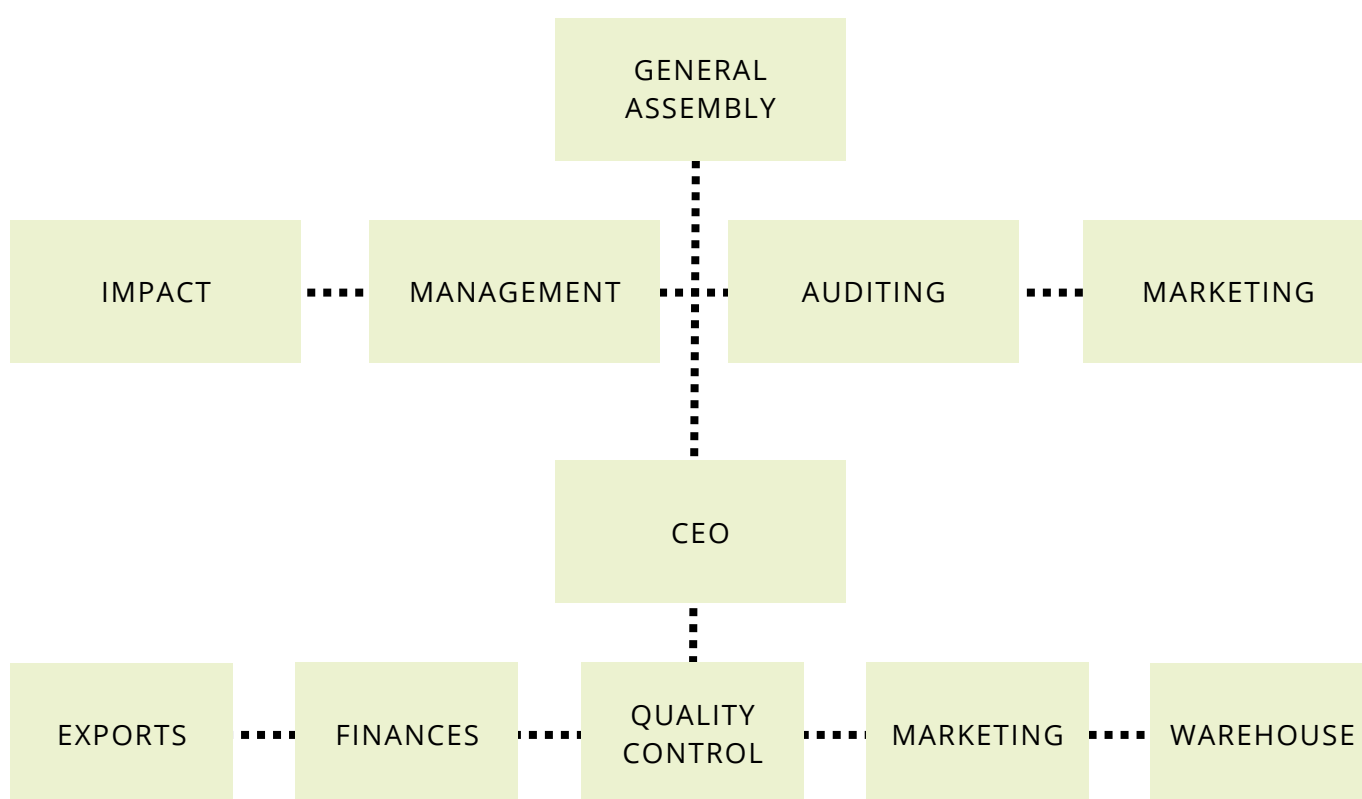 GENERAL
ASSEMBLY
IMPACT
MANAGEMENT
AUDITING
MARKETING
CEO
EXPORTS
FINANCES
QUALITY
CONTROL
MARKETING
WAREHOUSE